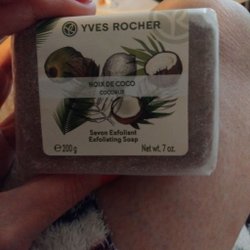 YVES ROCHER
NOIX DE COCO
COCONUT
Savon Exfoliant
Exfoliating Soap
℮ 200 g Net wt. 7 oz.